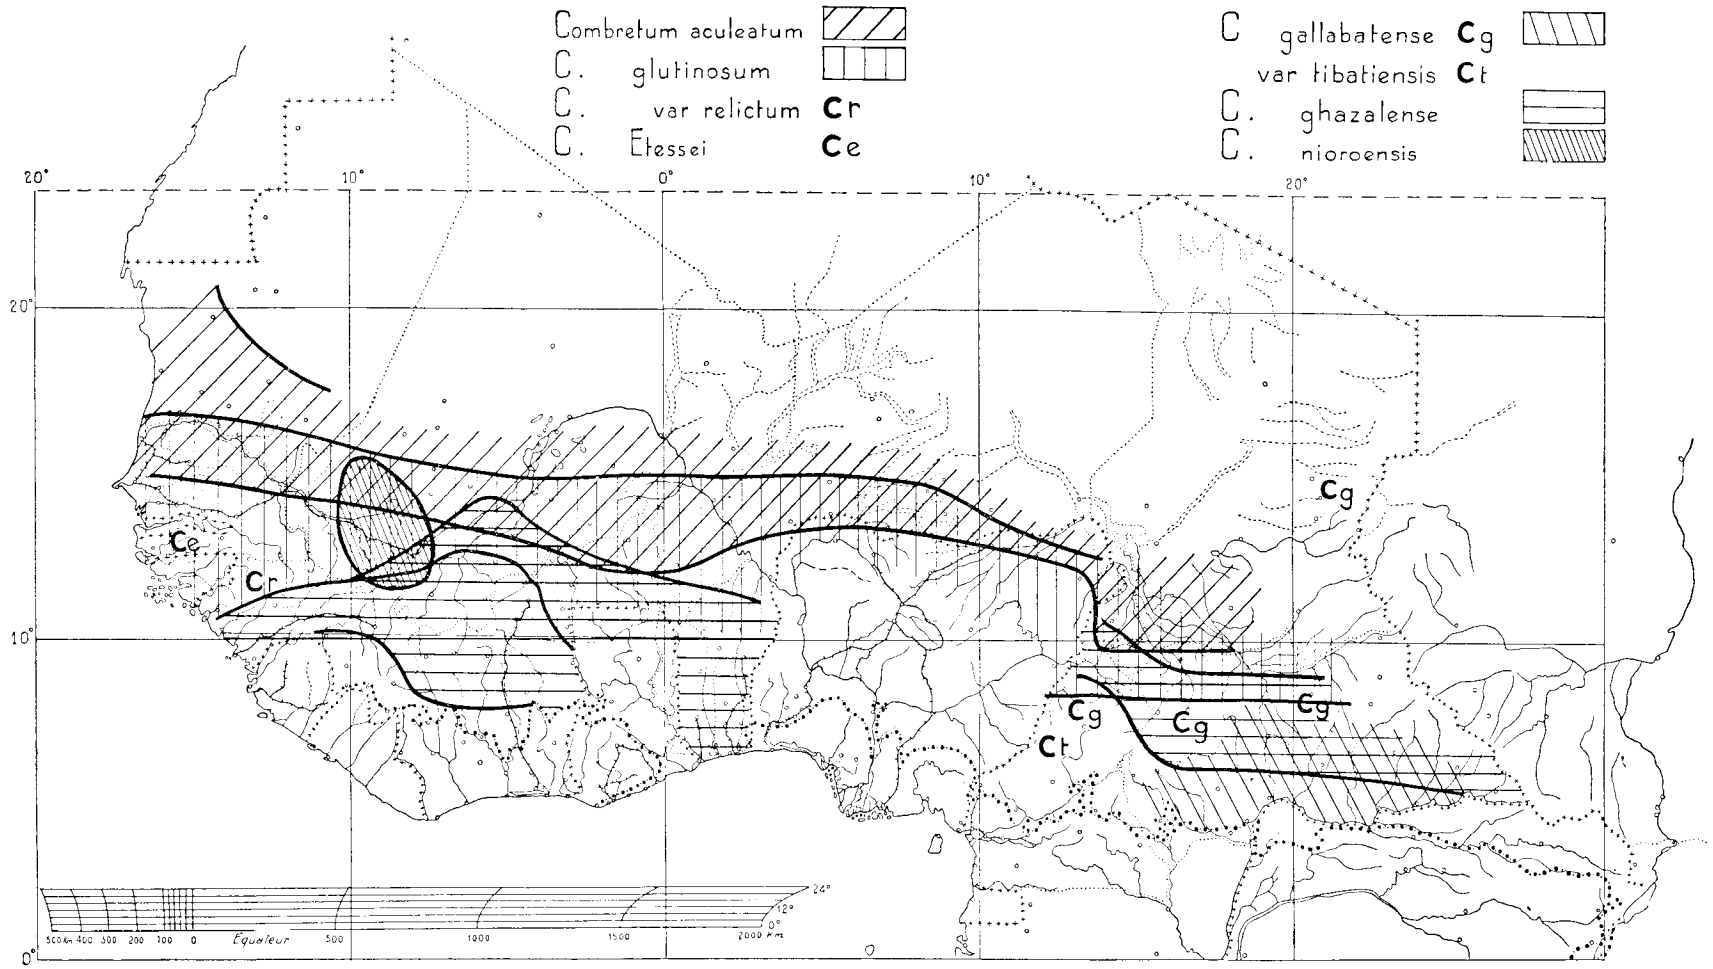 Combretum aculeatum
C. glutinosum
C. var relictum Cr
C. Etessei Ce
C gallabatense Cg
var tibatiensis Ct
C. ghazalense
C. nioroensis
20° 10° 0° 10° 20°
20°
Cg
Ce
Cr
10°
Cg
Cg
Cg
Ct
24°
12°
0°
500 Km 400 300 200 100 0 Equateur 500 1000 1500 2000 Km
0°